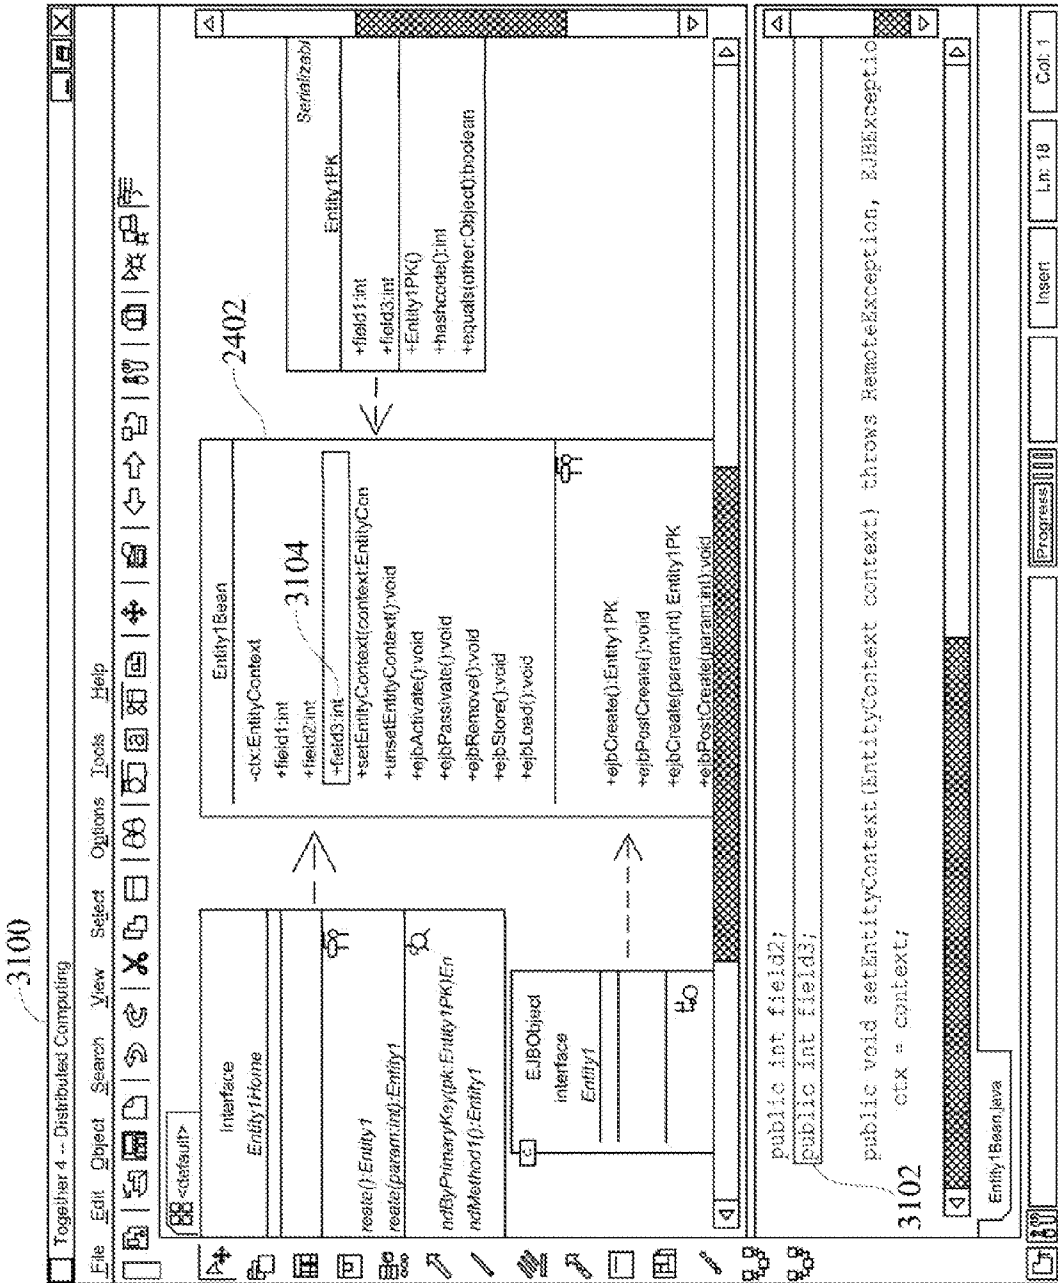 3100
Together 4 -- Distributed Computing
File Edit Object Search View Select Options Tools Help
<default>
Interface
Entity1Home
reate():Entity1
reate(param:int):Entity1
ndByPrimaryKey(pk:Entity1PK)En
ndMethod1():Entity1
EJBObject
interface
Entity1
Entity1Bean
-ctx:EntityContext
+field1:int
+field2:int
+field3:int
+setEntityContext(context:EntityCon
+unsetEntityContext():void
+ejbActivate():void
+ejbPassivate():void
+ejbRemove():void
+ejbStore():void
+ejbLoad():void
+ejbCreate():Entity1PK
+ejbPostCreate():void
+ejbCreate(param:int) Entity1PK
+ejbPostCreate(param:int):void
3104
2402
Serializabl
Entity1PK
+field1:int
+field3:int
+Entity1PK()
+hashcode():int
+equals(other:Object):boolean
public int field2;
public int field3;
public void setEntityContext(EntityContext context) throws RemoteException, EJBExceptio
ctx = context;
3102
Entity1Bean.java
Progress
Insert
Ln: 18
Col: 1